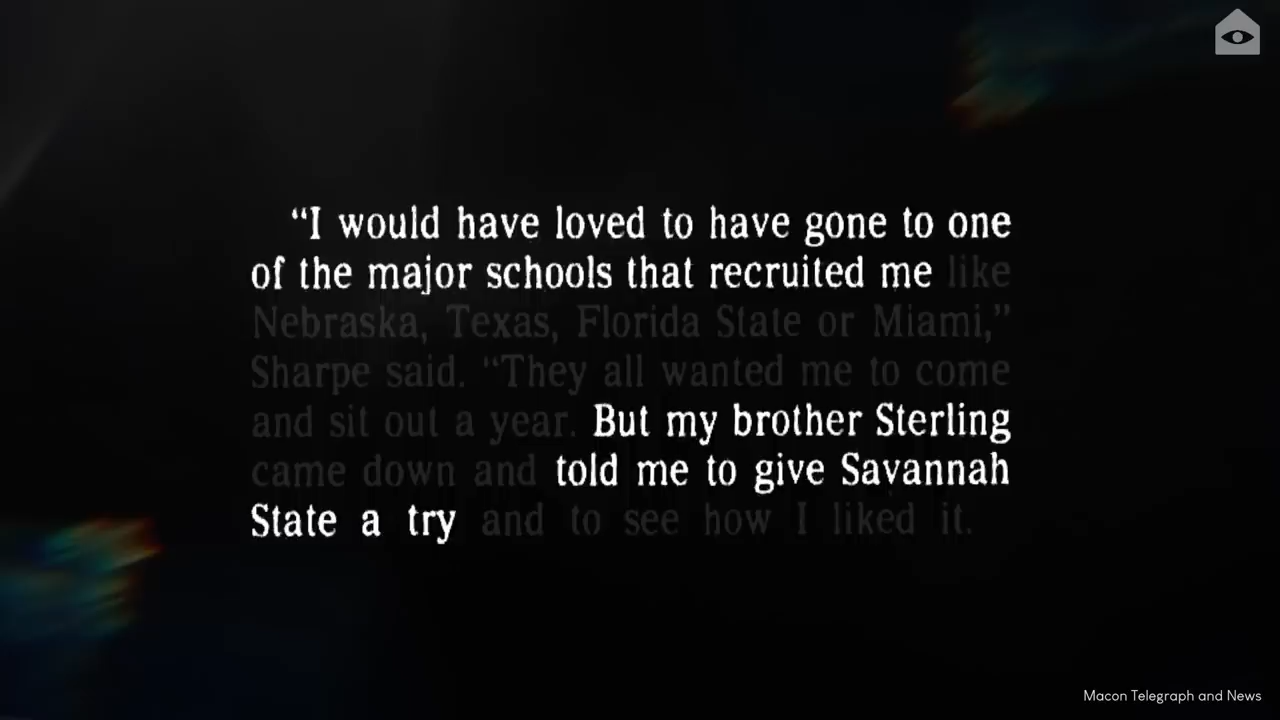 “I would have loved to have gone to one
of the major schools that recruited me like
Nebraska, Texas, Florida State or Miami,”
Sharpe said. “They all wanted me to come
and sit out a year. But my brother Sterling
came down and told me to give Savannah
State a try and to see how I liked it.
Macon Telegraph and News